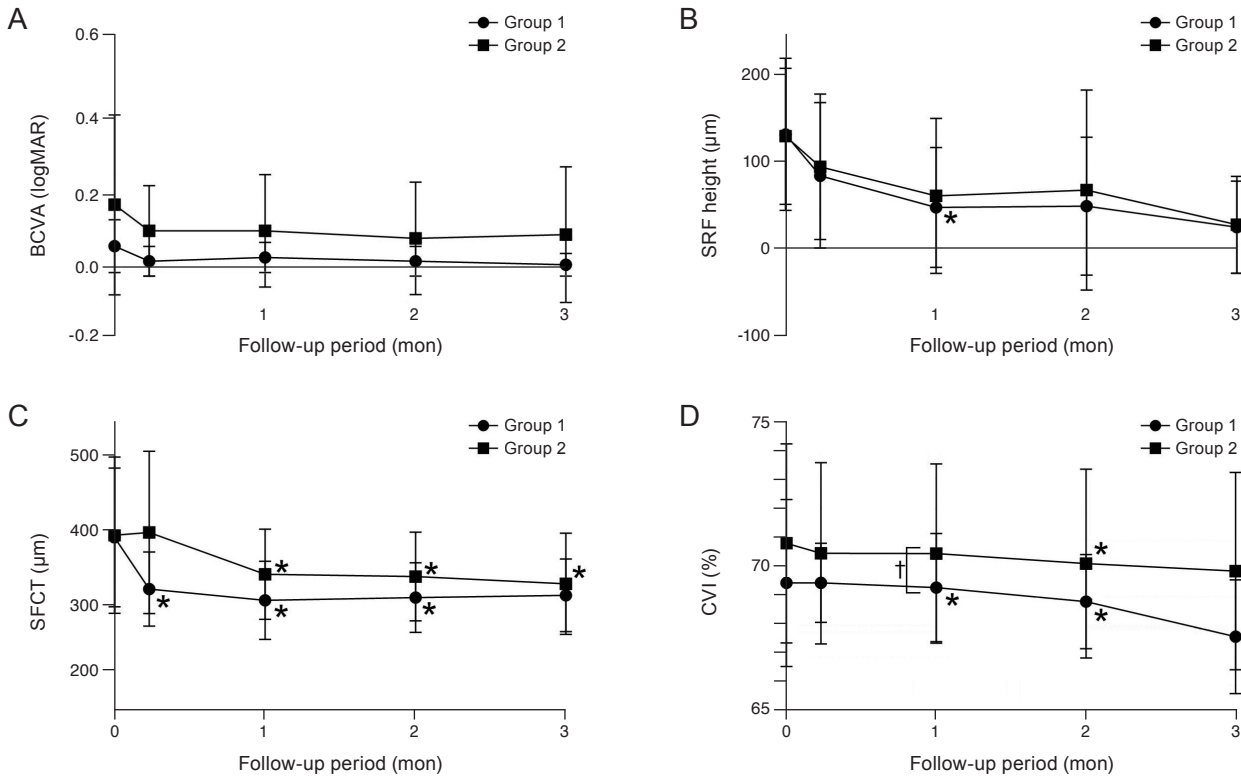 A
Group 1
Group 2
0.6
0.4
0.2
0.0
-0.2
BCVA (logMAR)
1
2
3
Follow-up period (mon)
B
Group 1
Group 2
200
100
0
-100
SRF height (µm)
1
2
3
Follow-up period (mon)
*
C
Group 1
Group 2
500
400
300
200
SFCT (µm)
* * *
* * *
0
1
2
3
Follow-up period (mon)
D
Group 1
Group 2
75
70
65
CVI (%)
†
*
* *
0
1
2
3
Follow-up period (mon)